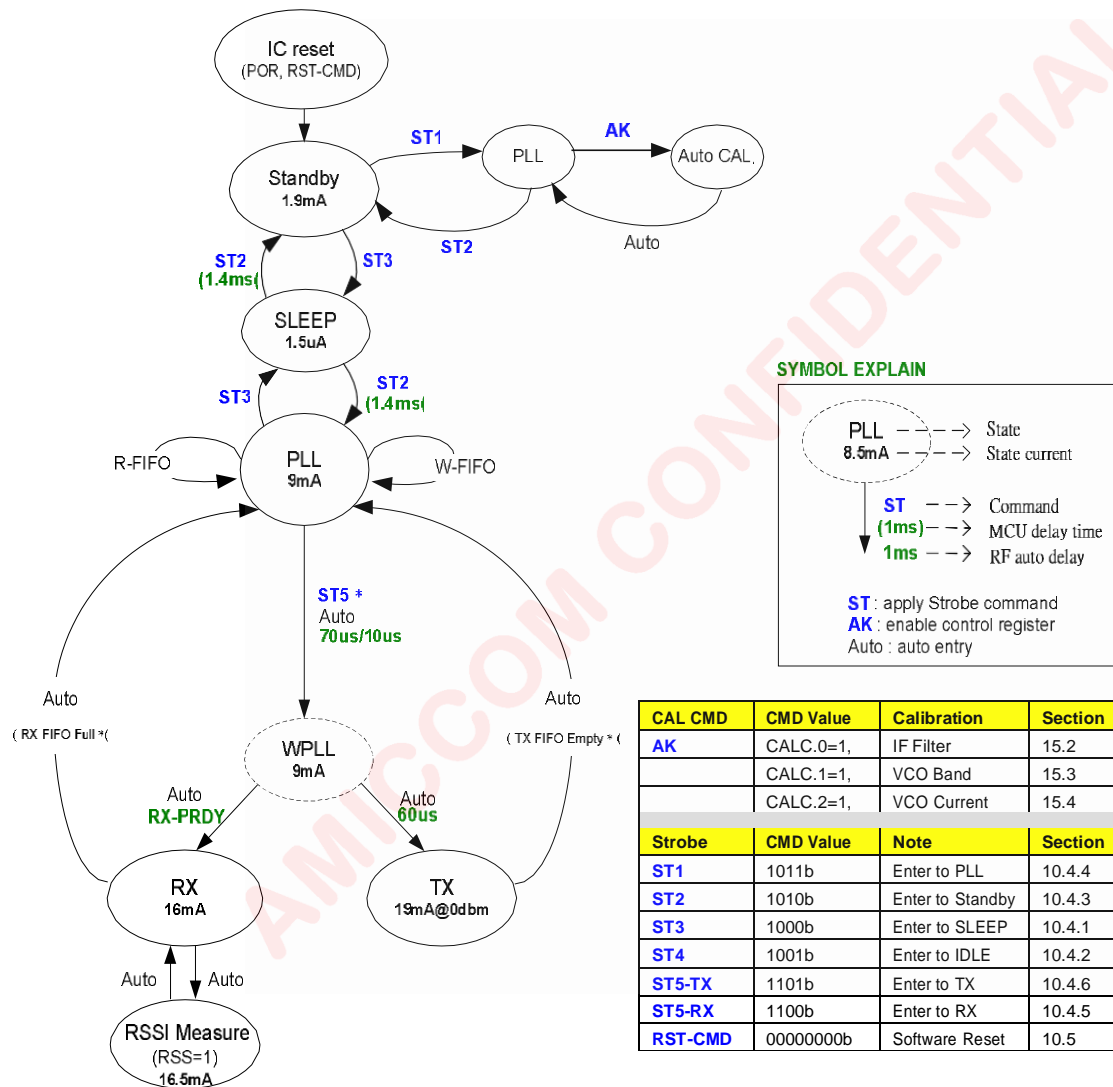 IC reset
(POR, RST-CMD)
ST1
AK
PLL
Auto CAL.
Standby
1.9mA
ST2
Auto
ST2
(1.4ms(
ST3
SLEEP
1.5uA
ST3
ST2
(1.4ms(
R-FIFO
PLL
9mA
W-FIFO
ST5 *
Auto
70us/10us
Auto
( RX FIFO Full *(
Auto
( TX FIFO Empty * (
WPLL
9mA
Auto
RX-PRDY
Auto
60us
RX
16mA
TX
19mA@0dbm
Auto
Auto
RSSI Measure
(RSS=1)
16.5mA
SYMBOL EXPLAIN
PLL State
8.5mA State current
ST Command
(1ms) MCU delay time
1ms RF auto delay
ST : apply Strobe command
AK : enable control register
Auto : auto entry
CAL CMD CMD Value Calibration Section
AK CALC.0=1, IF Filter 15.2
CALC.1=1, VCO Band 15.3
CALC.2=1, VCO Current 15.4
Strobe CMD Value Note Section
ST1 1011b Enter to PLL 10.4.4
ST2 1010b Enter to Standby 10.4.3
ST3 1000b Enter to SLEEP 10.4.1
ST4 1001b Enter to IDLE 10.4.2
ST5-TX 1101b Enter to TX 10.4.6
ST5-RX 1100b Enter to RX 10.4.5
RST-CMD 00000000b Software Reset 10.5
AMICCOM CONFIDENTIAL